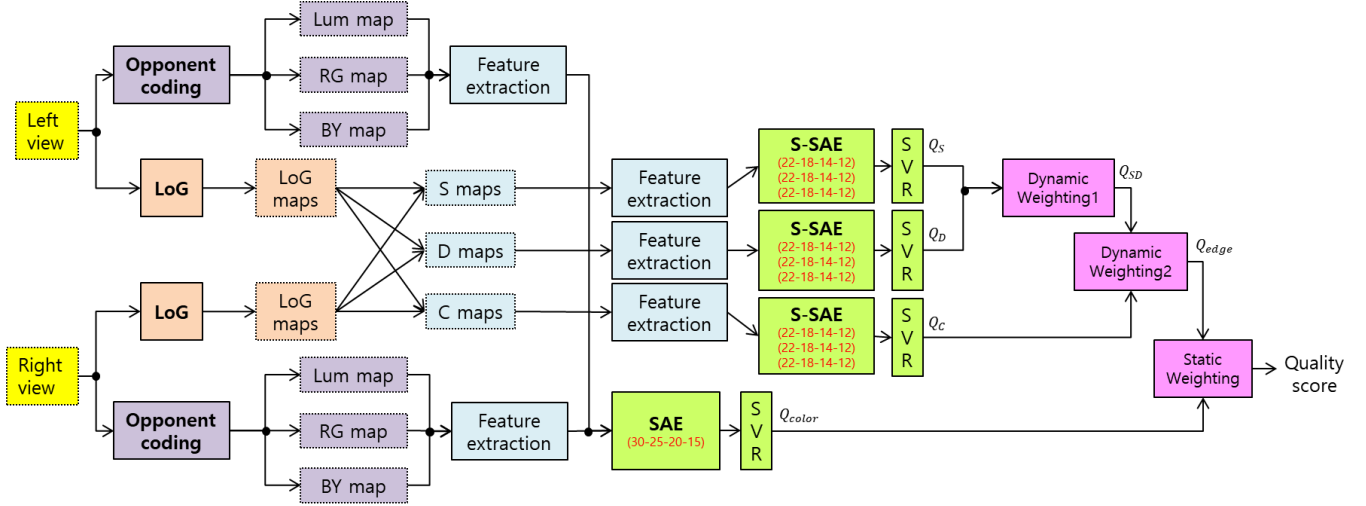 Lum map
Opponent
coding
RG map
Feature
extraction
BY map
Left
view
LoG
LoG
maps
S maps
D maps
C maps
Feature
extraction
Feature
extraction
Feature
extraction
S-SAE
(22-18-14-12)
(22-18-14-12)
(22-18-14-12)
S
V
R
Q_S
S-SAE
(22-18-14-12)
(22-18-14-12)
(22-18-14-12)
S
V
R
Q_D
S-SAE
(22-18-14-12)
(22-18-14-12)
(22-18-14-12)
S
V
R
Q_C
Dynamic
Weighting1
Q_SD
Dynamic
Weighting2
Q_edge
Static
Weighting
Quality
score
LoG
LoG
maps
Right
view
Lum map
Opponent
coding
RG map
Feature
extraction
BY map
SAE
(30-25-20-15)
S
V
R
Q_color